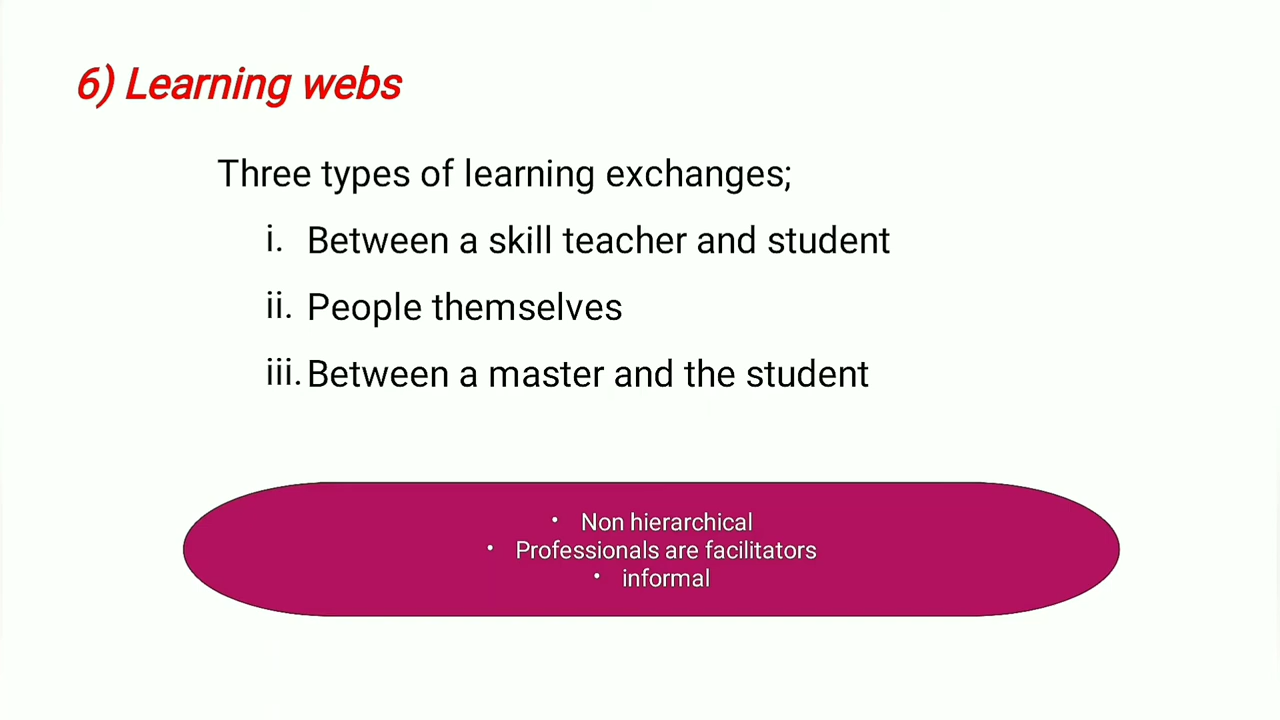 6) Learning webs
Three types of learning exchanges;
i. Between a skill teacher and student
ii. People themselves
iii. Between a master and the student
• Non hierarchical
• Professionals are facilitators
• informal